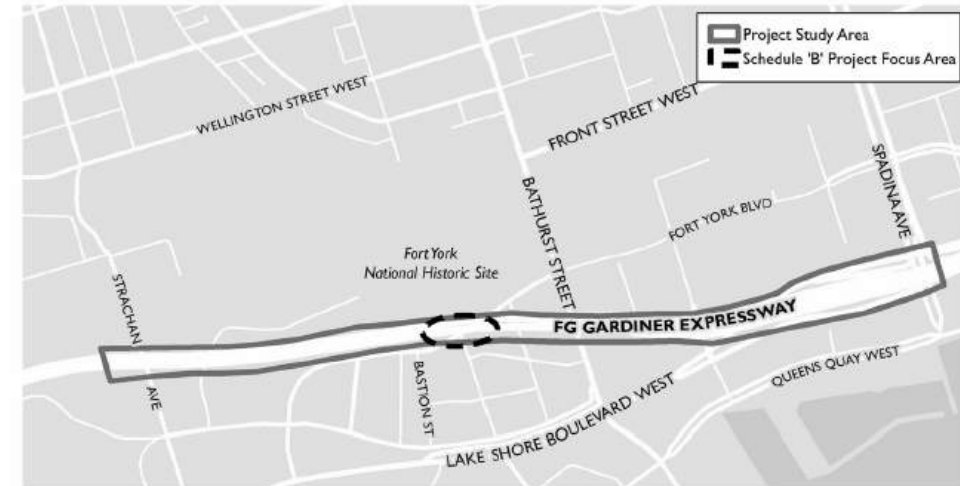 Project Study Area
Schedule 'B' Project Focus Area
WELLINGTON STREET WEST
FRONT STREET WEST
BATHURST STREET
SPADINA AVE
FORT YORK BLVD
Fort York
National Historic Site
STRACHAN
AVE
FG GARDINER EXPRESSWAY
BASTION ST
LAKE SHORE BOULEVARD WEST
QUEENS QUAY WEST